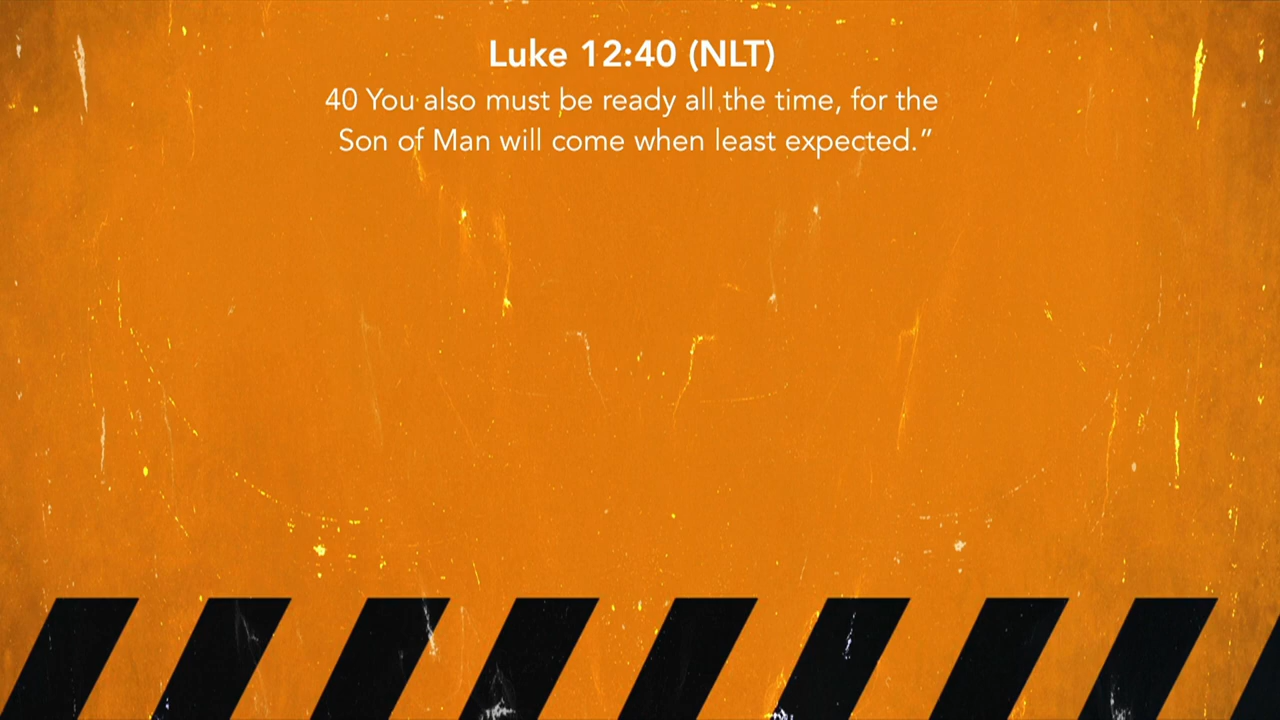 Luke 12:40 (NLT)
40 You also must be ready all the time, for the
Son of Man will come when least expected.”